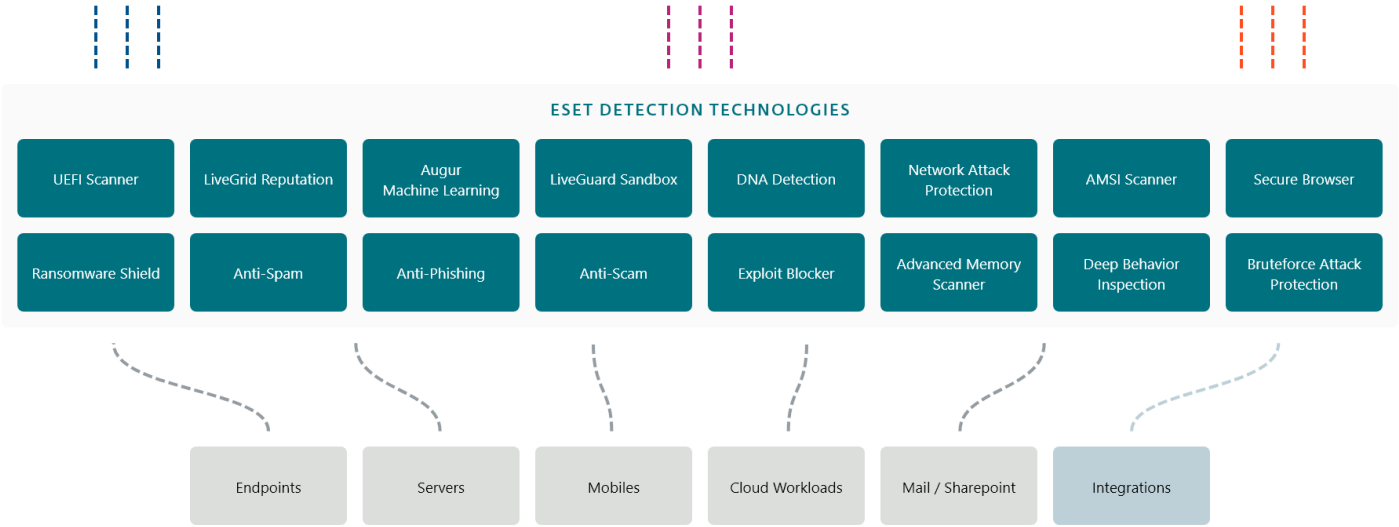 ESET DETECTION TECHNOLOGIES
UEFI Scanner
LiveGrid Reputation
Augur
Machine Learning
LiveGuard Sandbox
DNA Detection
Network Attack
Protection
AMSI Scanner
Secure Browser
Ransomware Shield
Anti-Spam
Anti-Phishing
Anti-Scam
Exploit Blocker
Advanced Memory
Scanner
Deep Behavior
Inspection
Bruteforce Attack
Protection
Endpoints
Servers
Mobiles
Cloud Workloads
Mail / Sharepoint
Integrations